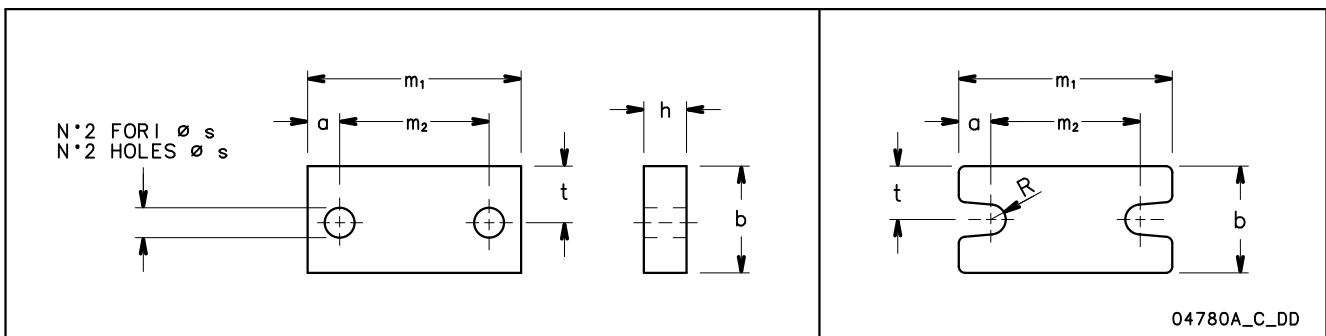 N°2 FORI Ø s
N°2 HOLES Ø s
m₁
a
m₂
t
h
b
m₁
a
m₂
t
R
b
04780A_C_DD